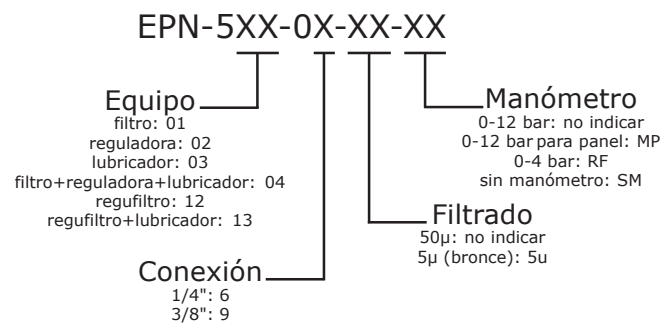 EPN-5XX-0X-XX-XX
Equipo
filtro: 01
reguladora: 02
lubricador: 03
filtro+reguladora+lubricador: 04
regufiltro: 12
regufiltro+lubricador: 13
Manómetro
0-12 bar: no indicar
0-12 bar para panel: MP
0-4 bar: RF
sin manómetro: SM
Filtrado
50µ: no indicar
5µ (bronce): 5u
Conexión
1/4": 6
3/8": 9